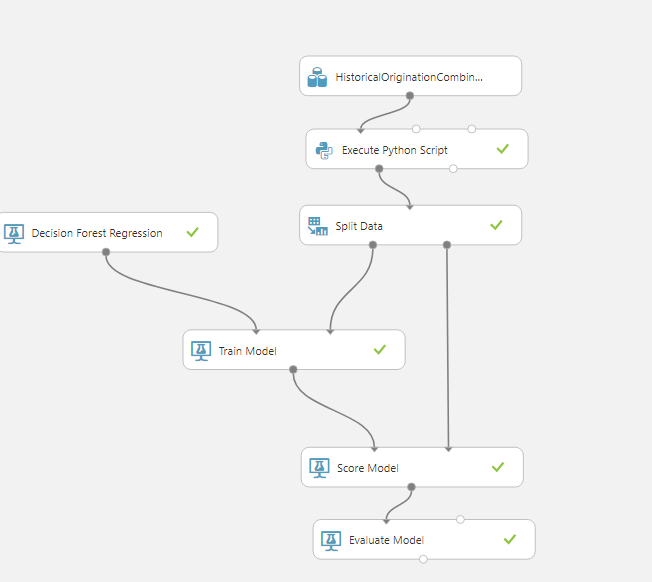 HistoricalOriginationCombin...
Execute Python Script
Split Data
Decision Forest Regression
Train Model
Score Model
Evaluate Model